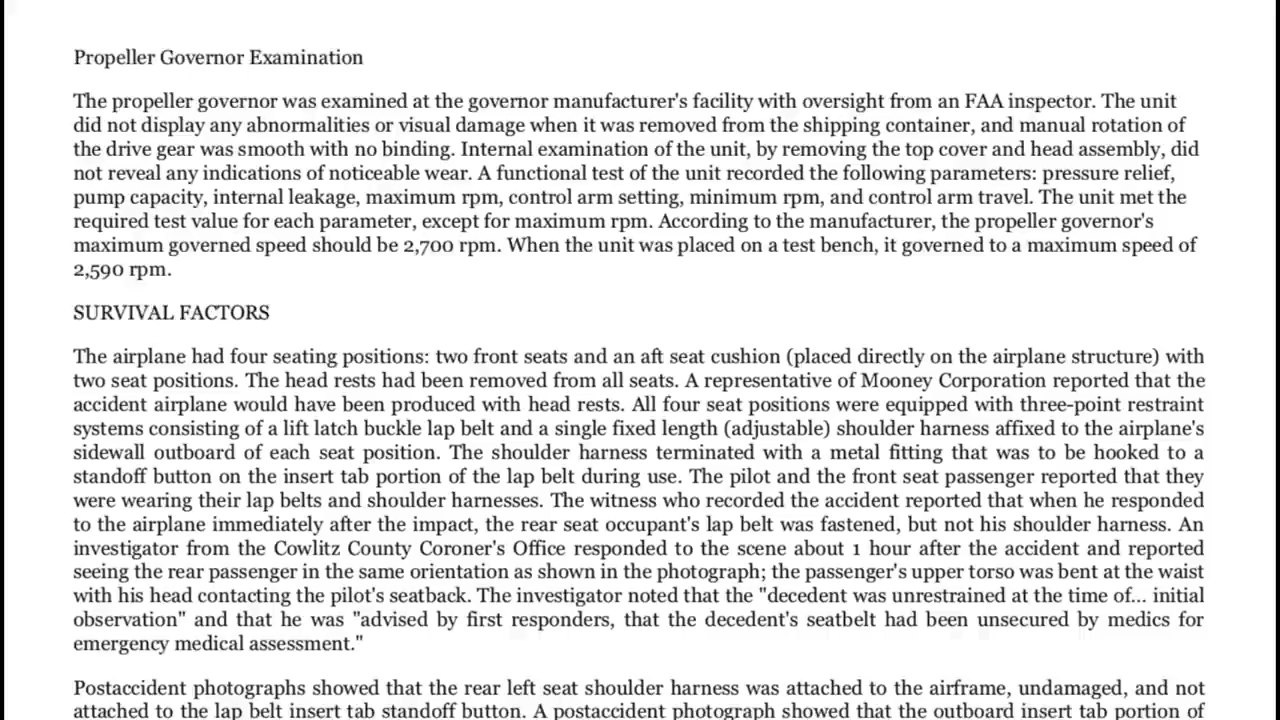 Propeller Governor Examination
The propeller governor was examined at the governor manufacturer's facility with oversight from an FAA inspector. The unit
did not display any abnormalities or visual damage when it was removed from the shipping container, and manual rotation of
the drive gear was smooth with no binding. Internal examination of the unit, by removing the top cover and head assembly, did
not reveal any indications of noticeable wear. A functional test of the unit recorded the following parameters: pressure relief,
pump capacity, internal leakage, maximum rpm, control arm setting, minimum rpm, and control arm travel. The unit met the
required test value for each parameter, except for maximum rpm. According to the manufacturer, the propeller governor's
maximum governed speed should be 2,700 rpm. When the unit was placed on a test bench, it governed to a maximum speed of
2,590 rpm.
SURVIVAL FACTORS
The airplane had four seating positions: two front seats and an aft seat cushion (placed directly on the airplane structure) with
two seat positions. The head rests had been removed from all seats. A representative of Mooney Corporation reported that the
accident airplane would have been produced with head rests. All four seat positions were equipped with three-point restraint
systems consisting of a lift latch buckle lap belt and a single fixed length (adjustable) shoulder harness affixed to the airplane's
sidewall outboard of each seat position. The shoulder harness terminated with a metal fitting that was to be hooked to a
standoff button on the insert tab portion of the lap belt during use. The pilot and the front seat passenger reported that they
were wearing their lap belts and shoulder harnesses. The witness who recorded the accident reported that when he responded
to the airplane immediately after the impact, the rear seat occupant's lap belt was fastened, but not his shoulder harness. An
investigator from the Cowlitz County Coroner's Office responded to the scene about 1 hour after the accident and reported
seeing the rear passenger in the same orientation as shown in the photograph; the passenger's upper torso was bent at the waist
with his head contacting the pilot's seatback. The investigator noted that the "decedent was unrestrained at the time of... initial
observation" and that he was "advised by first responders, that the decedent's seatbelt had been unsecured by medics for
emergency medical assessment."
Postaccident photographs showed that the rear left seat shoulder harness was attached to the airframe, undamaged, and not
attached to the lap belt insert tab standoff button. A postaccident photograph showed that the outboard insert tab portion of